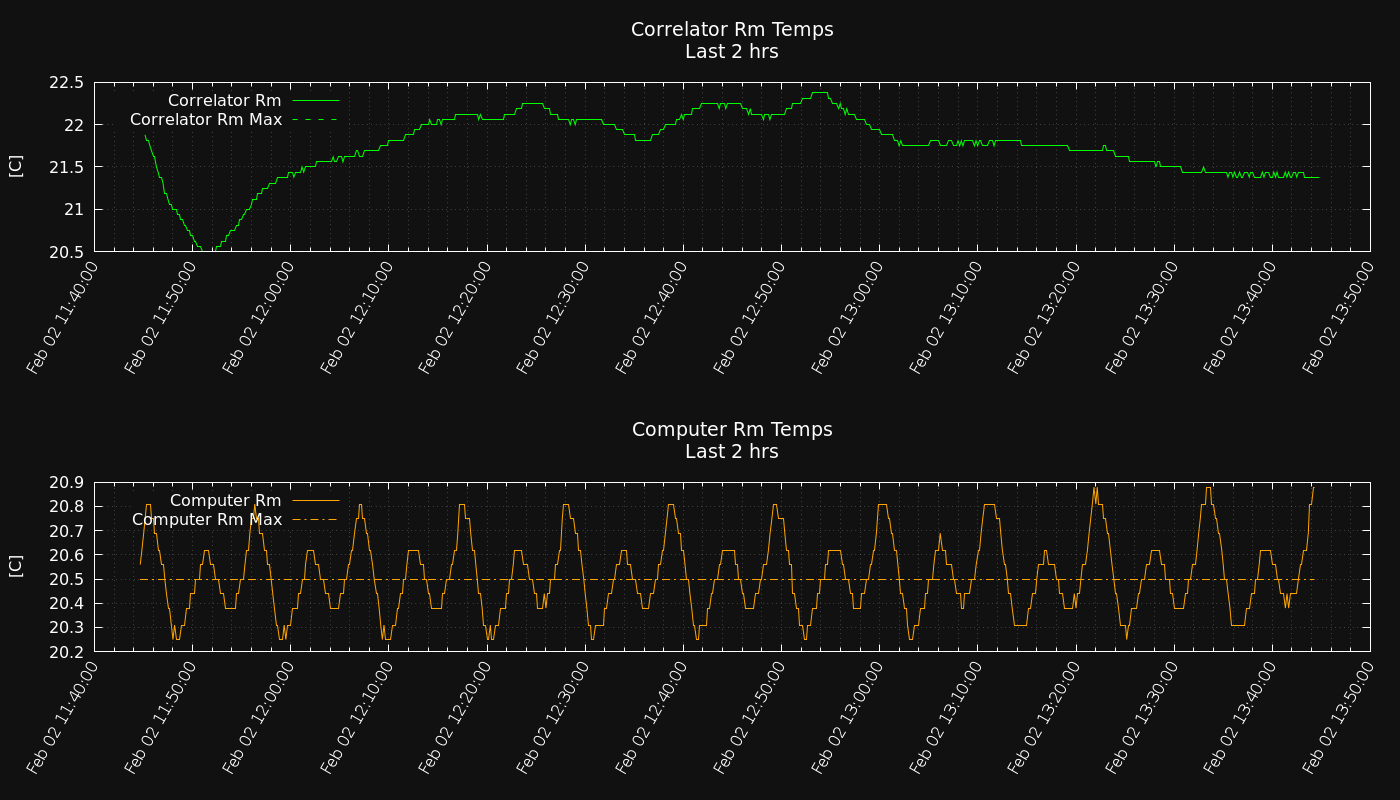 Correlator Rm Temps
Last 2 hrs
22.5
22
21.5
21
20.5
[C]
Correlator Rm
Correlator Rm Max
Feb 02 11:40:00
Feb 02 11:50:00
Feb 02 12:00:00
Feb 02 12:10:00
Feb 02 12:20:00
Feb 02 12:30:00
Feb 02 12:40:00
Feb 02 12:50:00
Feb 02 13:00:00
Feb 02 13:10:00
Feb 02 13:20:00
Feb 02 13:30:00
Feb 02 13:40:00
Feb 02 13:50:00
Computer Rm Temps
Last 2 hrs
20.9
20.8
20.7
20.6
20.5
20.4
20.3
20.2
[C]
Computer Rm
Computer Rm Max
Feb 02 11:40:00
Feb 02 11:50:00
Feb 02 12:00:00
Feb 02 12:10:00
Feb 02 12:20:00
Feb 02 12:30:00
Feb 02 12:40:00
Feb 02 12:50:00
Feb 02 13:00:00
Feb 02 13:10:00
Feb 02 13:20:00
Feb 02 13:30:00
Feb 02 13:40:00
Feb 02 13:50:00